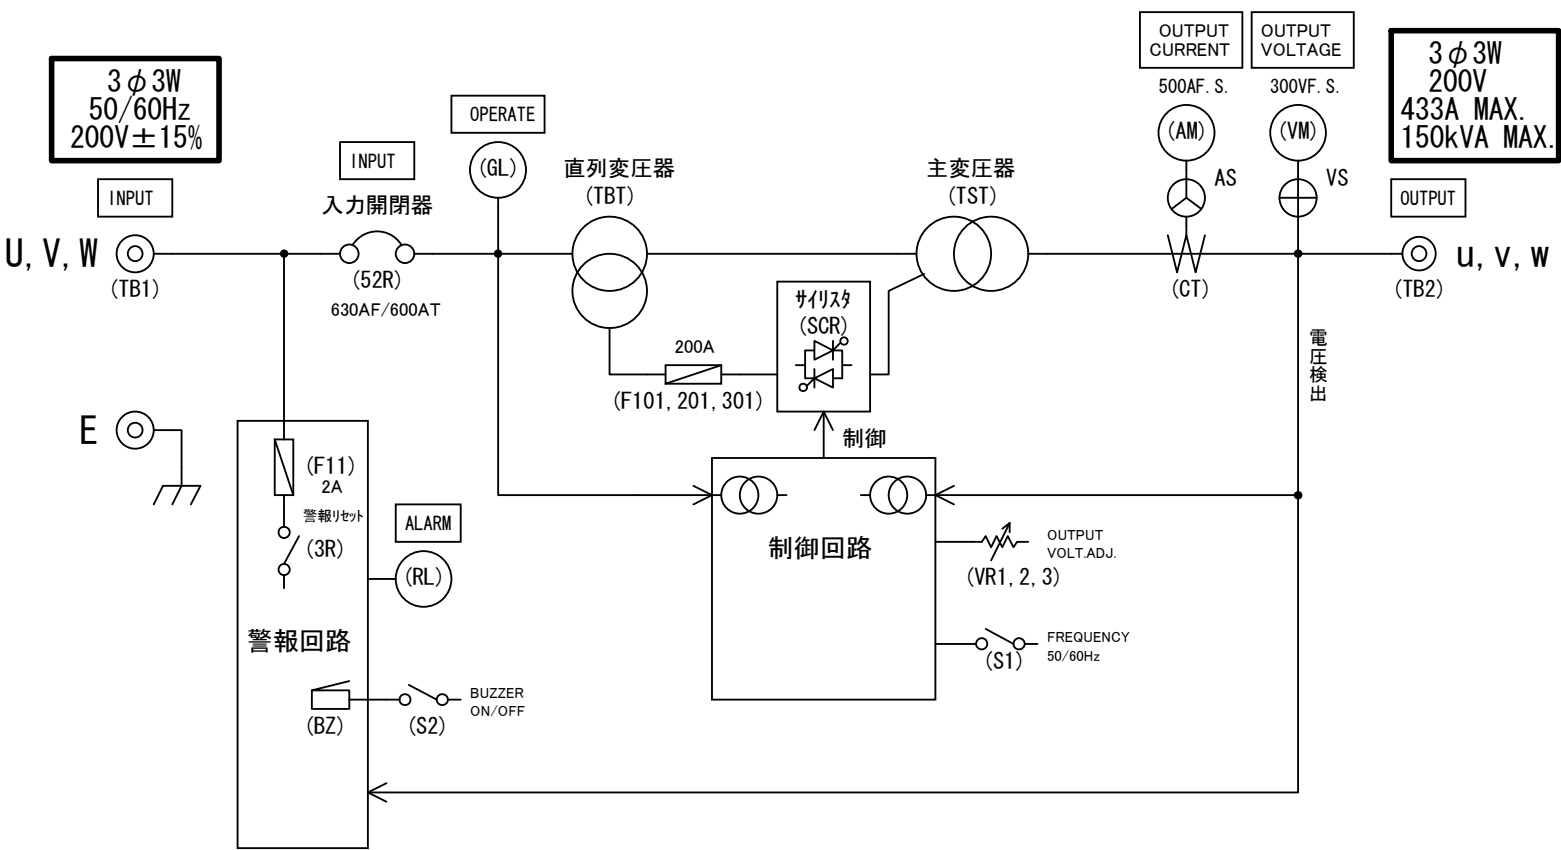 3φ3W
50/60Hz
200V±15%
INPUT
U, V, W
(TB1)
INPUT
入力開閉器
(52R)
630AF/600AT
OPERATE
(GL)
直列変圧器
(TBT)
主変圧器
(TST)
OUTPUT
CURRENT
500AF. S.
(AM)
AS
(CT)
OUTPUT
VOLTAGE
300VF. S.
(VM)
VS
3φ3W
200V
433A MAX.
150kVA MAX.
OUTPUT
u, v, w
(TB2)
電圧検出
200A
(F101, 201, 301)
サイリスタ
(SCR)
制御
E
(F11)
2A
警報リセット
(3R)
ALARM
(RL)
警報回路
(BZ)
(S2)
BUZZER
ON/OFF
制御回路
OUTPUT
VOLT.ADJ.
(VR1, 2, 3)
FREQUENCY
50/60Hz
(S1)